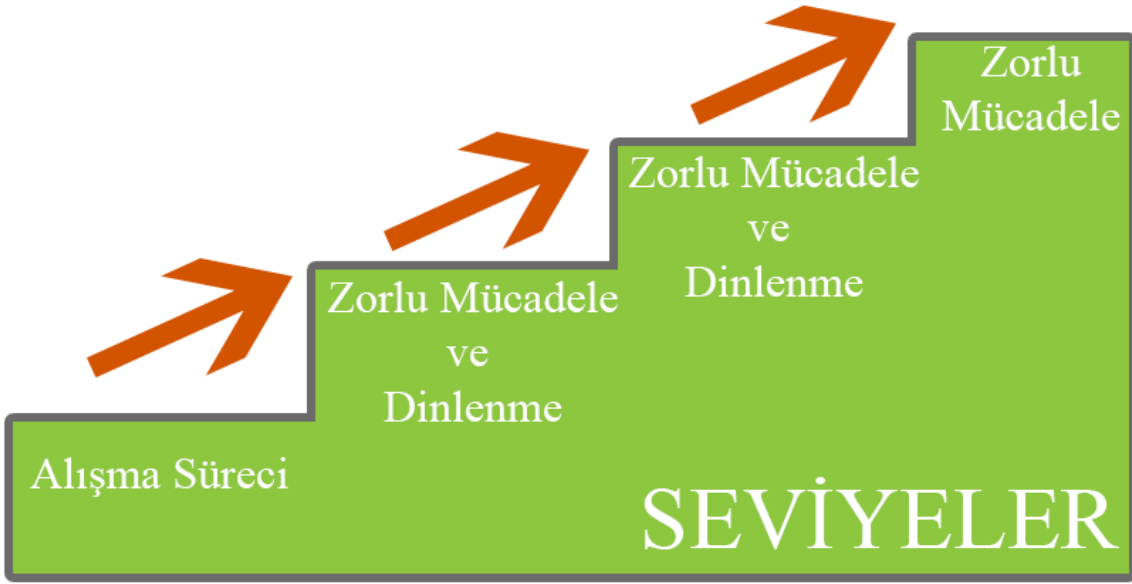 Alışma Süreci
Zorlu Mücadele
ve
Dinlenme
Zorlu Mücadele
ve
Dinlenme
Zorlu
Mücadele
SEVİYELER